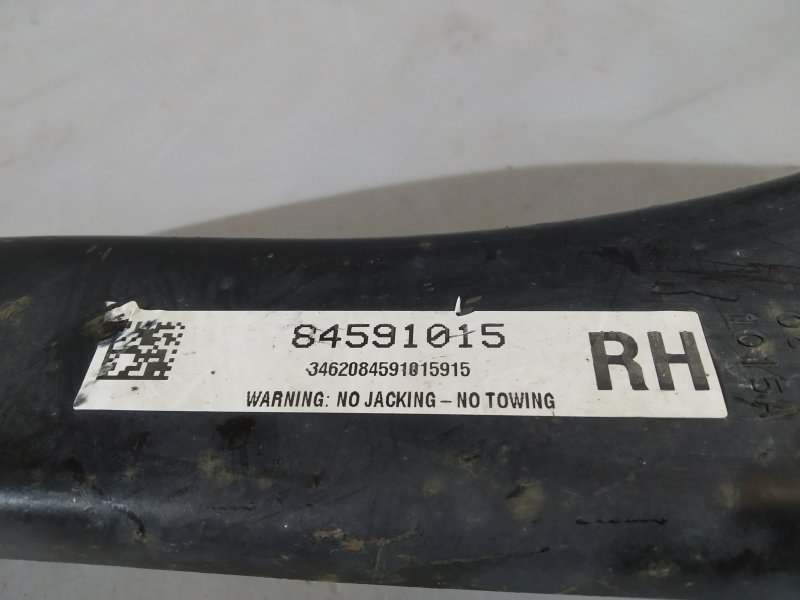 84591015
3462084591015915
RH
WARNING: NO JACKING – NO TOWING